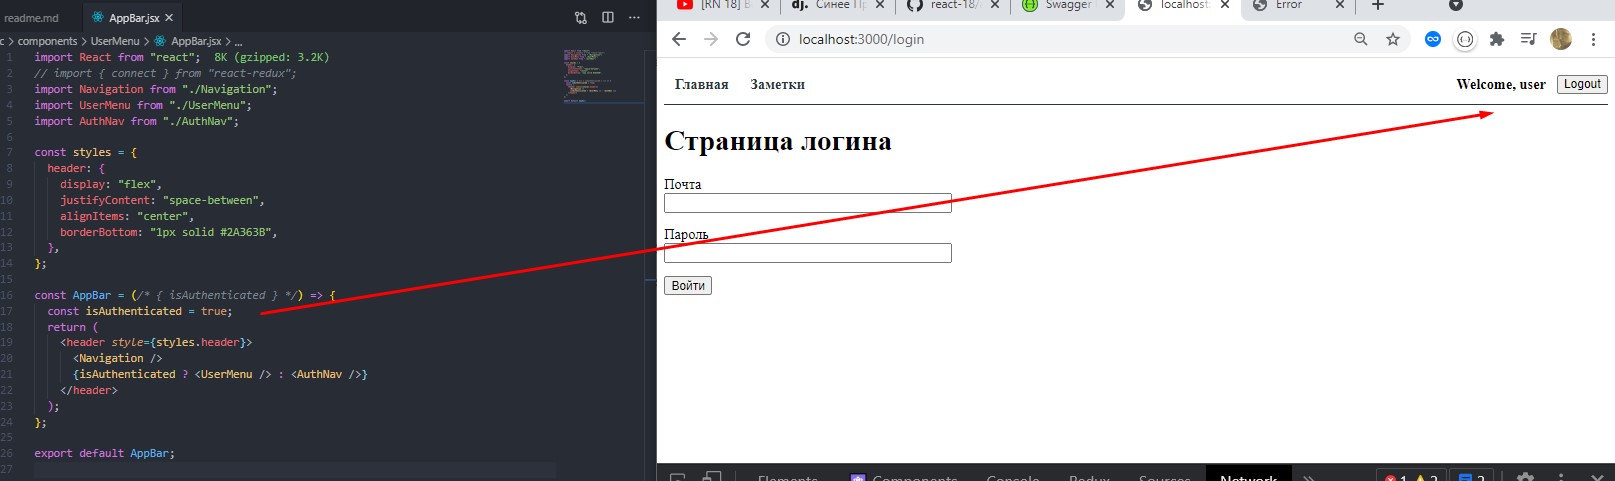 readme.md
AppBar.jsx
c > components > UserMenu > AppBar.jsx > ...
1 import React from "react"; 8K (gzipped: 3.2K)
2 // import { connect } from "react-redux";
3 import Navigation from "./Navigation";
4 import UserMenu from "./UserMenu";
5 import AuthNav from "./AuthNav";
6
7 const styles = {
8 header: {
9 display: "flex",
10 justifyContent: "space-between",
11 alignItems: "center",
12 borderBottom: "1px solid #2A363B",
13 },
14 };
15
16 const AppBar = (/* { isAuthenticated } */) => {
17 const isAuthenticated = true;
18 return (
19 <header style={styles.header}>
20 <Navigation />
21 {isAuthenticated ? <UserMenu /> : <AuthNav />}
22 </header>
23 );
24 };
25
26 export default AppBar;
27
[RN 18] В
Синее Пр
react-18/
Swagger
localhost:
Error
localhost:3000/login
Главная Заметки Welcome, user Logout
Страница логина
Почта
Пароль
Войти
Elements Components Console Redux Sources Network » 1 2 2